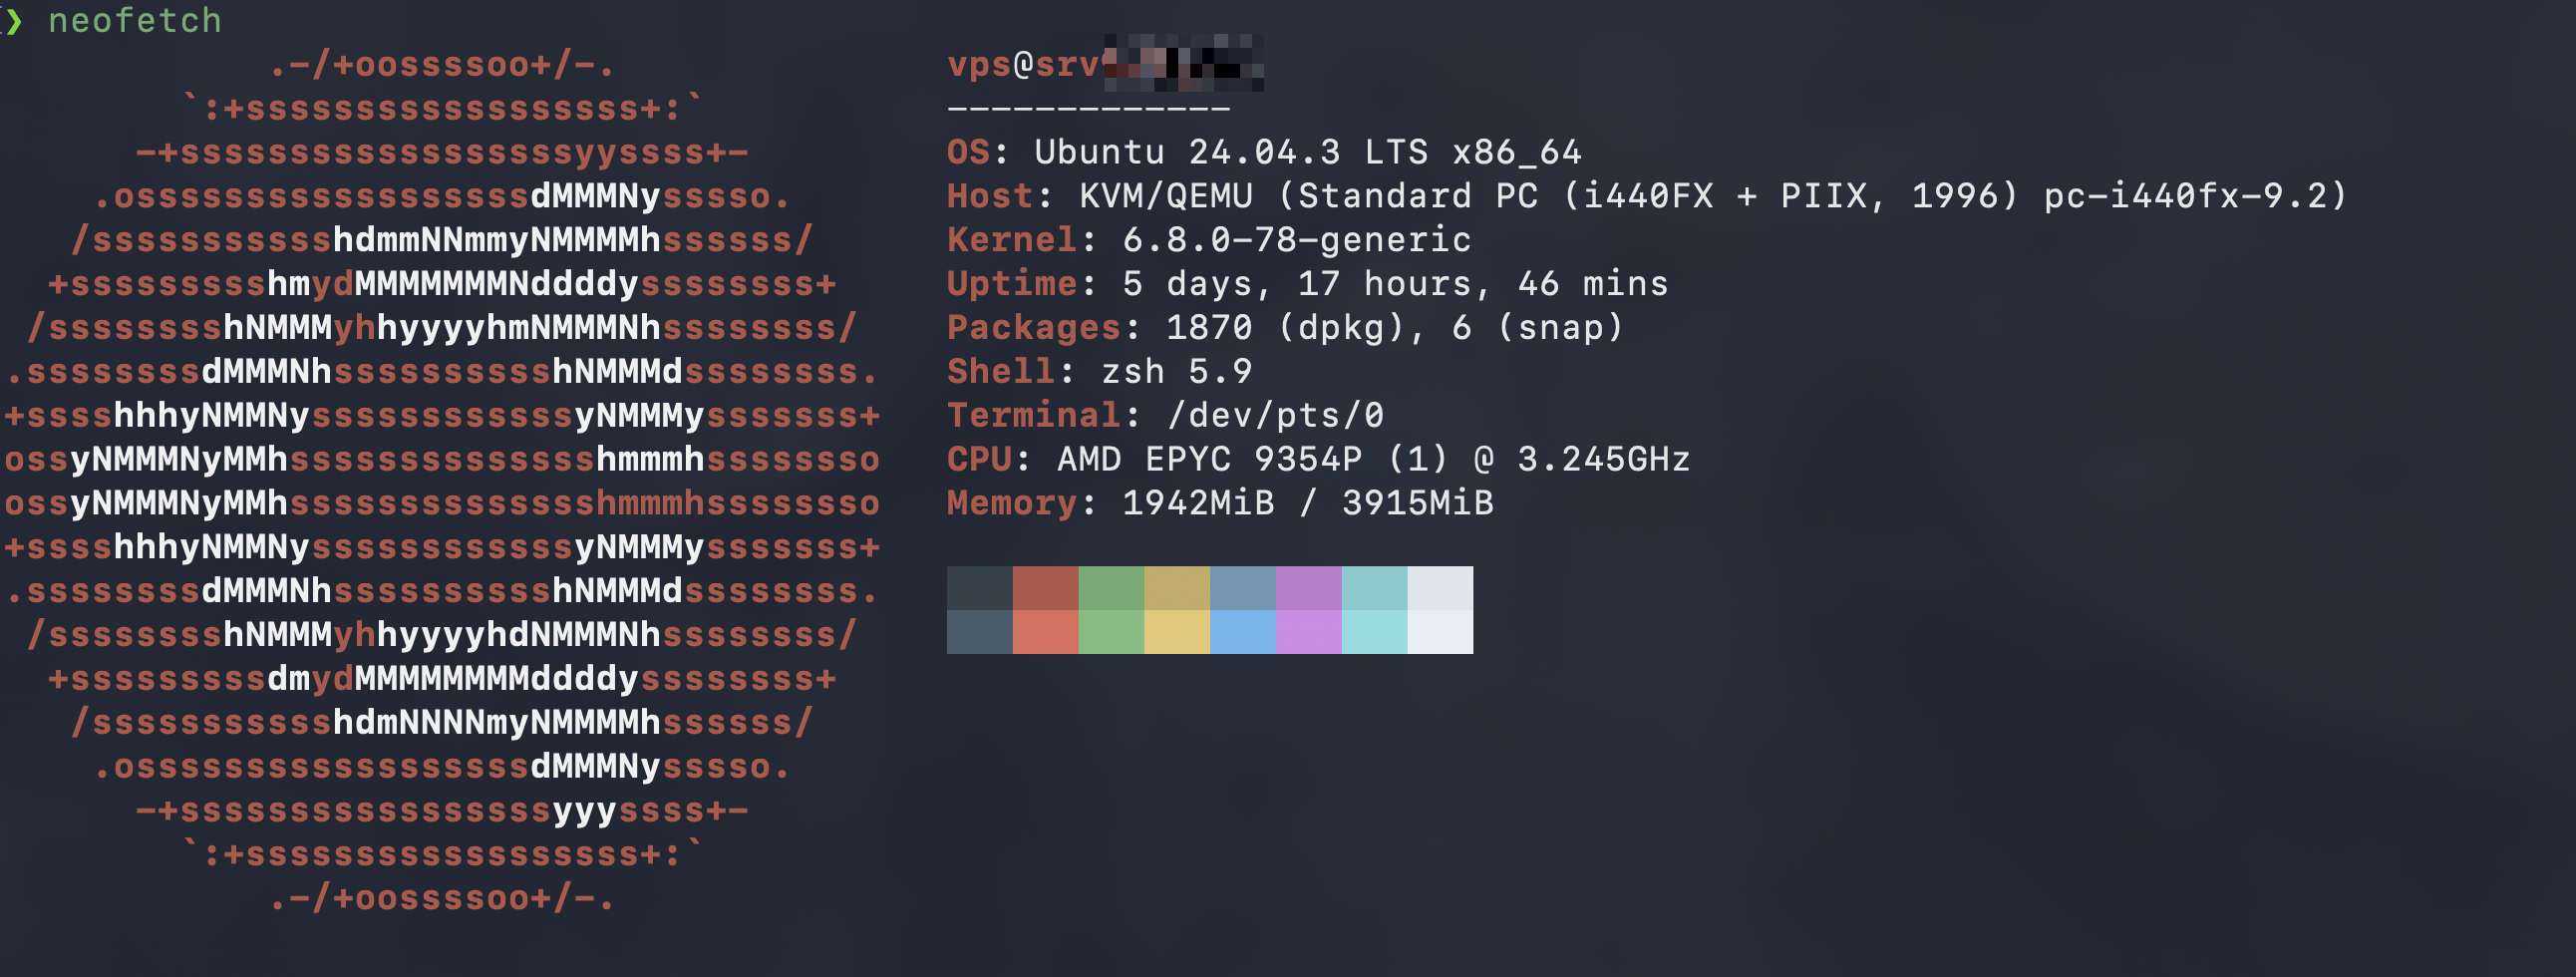 ❯ neofetch
.-/+oossssoo+/-.
`:+ssssssssssssssssss+:`
-+ssssssssssssssssssyyssss+-
.ossssssssssssssssssdMMMNysssso.
/ssssssssssshdmmNNmmyNMMMMhssssss/
+ssssssssshmydMMMMMMMNddddyssssssss+
/sssssssshNMMMyhhyyyyhmNMMMNhssssssss/
.ssssssssdMMMNhsssssssssshNMMMdssssssss.
+sssshhhyNMMNyssssssssssssyNMMMysssssss+
ossyNMMMNyMMhsssssssssssssshmmmhssssssso
ossyNMMMNyMMhsssssssssssssshmmmhssssssso
+sssshhhyNMMNyssssssssssssyNMMMysssssss+
.ssssssssdMMMNhsssssssssshNMMMdssssssss.
/sssssssshNMMMyhhyyyyhdNMMMNhssssssss/
+sssssssssdmydMMMMMMMMddddyssssssss+
/ssssssssssshdmNNNNmyNMMMMhssssss/
.ossssssssssssssssssdMMMNysssso.
-+sssssssssssssssssyyyssss+-
`:+ssssssssssssssssss+:`
.-/+oossssoo+/-.
vps@srv
-------------
OS: Ubuntu 24.04.3 LTS x86_64
Host: KVM/QEMU (Standard PC (i440FX + PIIX, 1996) pc-i440fx-9.2)
Kernel: 6.8.0-78-generic
Uptime: 5 days, 17 hours, 46 mins
Packages: 1870 (dpkg), 6 (snap)
Shell: zsh 5.9
Terminal: /dev/pts/0
CPU: AMD EPYC 9354P (1) @ 3.245GHz
Memory: 1942MiB / 3915MiB